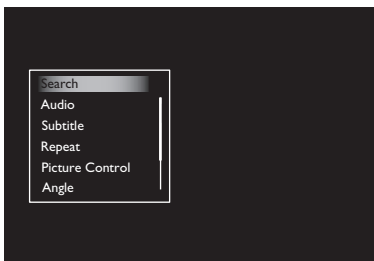 Search
Audio
Subtitle
Repeat
Picture Control
Angle